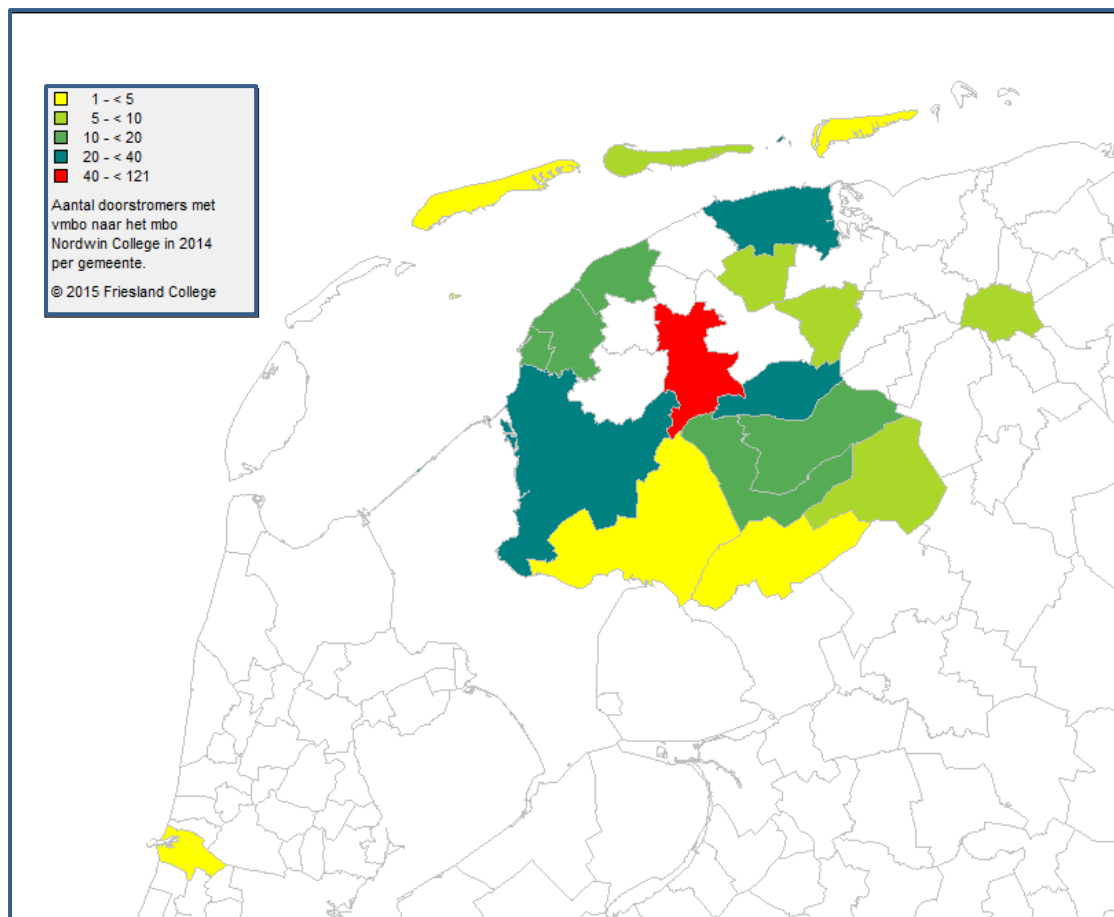 1 - < 5
5 - < 10
10 - < 20
20 - < 40
40 - < 121
Aantal doorstromers met
vmbo naar het mbo
Nordwin College in 2014
per gemeente.
© 2015 Friesland College